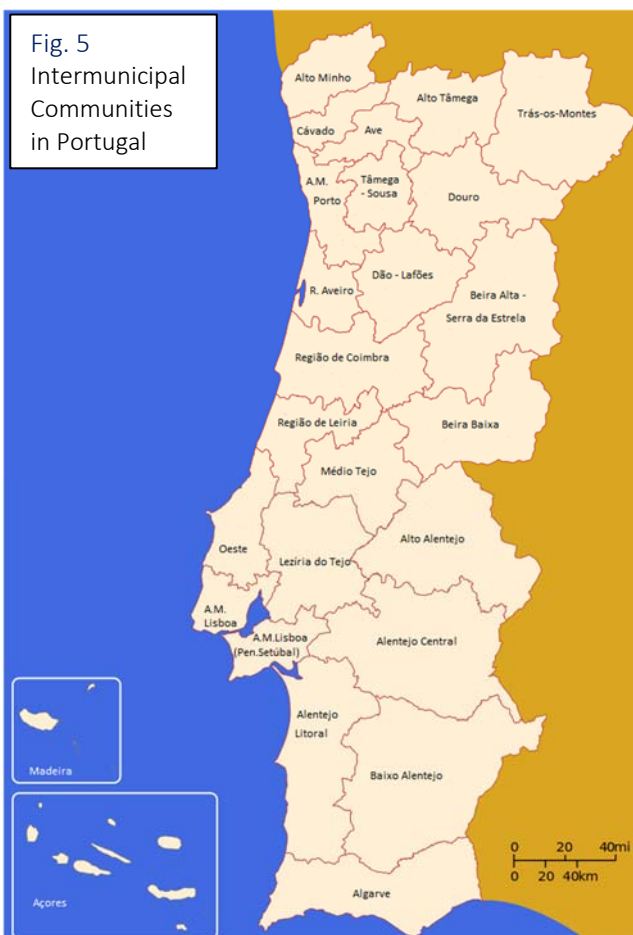 Fig. 5
Intermunicipal
Communities
in Portugal
Alto Minho
Alto Tâmega
Trás-os-Montes
Cávado
Ave
A.M.
Porto
Tâmega
- Sousa
Douro
R. Aveiro
Dão - Lafões
Beira Alta -
Serra da Estrela
Região de Coimbra
Região de Leiria
Beira Baixa
Médio Tejo
Oeste
Lezíria do Tejo
Alto Alentejo
A.M.
Lisboa
A.M.Lisboa
(Pen.Setúbal)
Alentejo Central
Alentejo
Litoral
Baixo Alentejo
Algarve
Madeira
Açores
0 20 40mi
0 20 40km